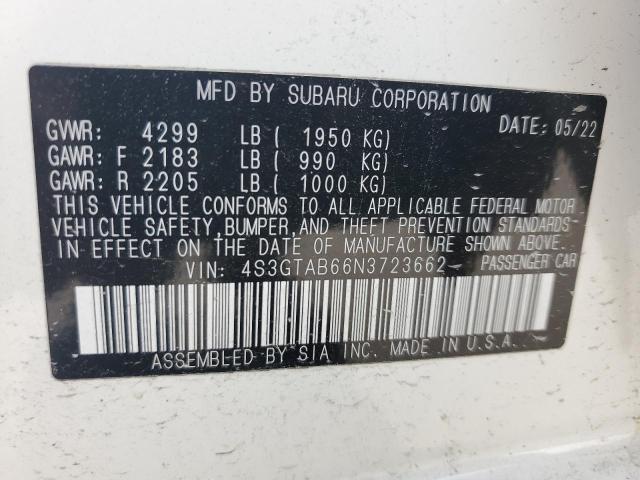 MFD BY SUBARU CORPORATION
GVWR: 4299 LB ( 1950 KG) DATE: 05/22
GAWR: F 2183 LB ( 990 KG)
GAWR: R 2205 LB ( 1000 KG)
THIS VEHICLE CONFORMS TO ALL APPLICABLE FEDERAL MOTOR
VEHICLE SAFETY, BUMPER, AND THEFT PREVENTION STANDARDS
IN EFFECT ON THE DATE OF MANUFACTURE SHOWN ABOVE.
VIN: 4S3GTAB66N3723662 PASSENGER CAR
ASSEMBLED BY SIA INC. MADE IN U.S.A.